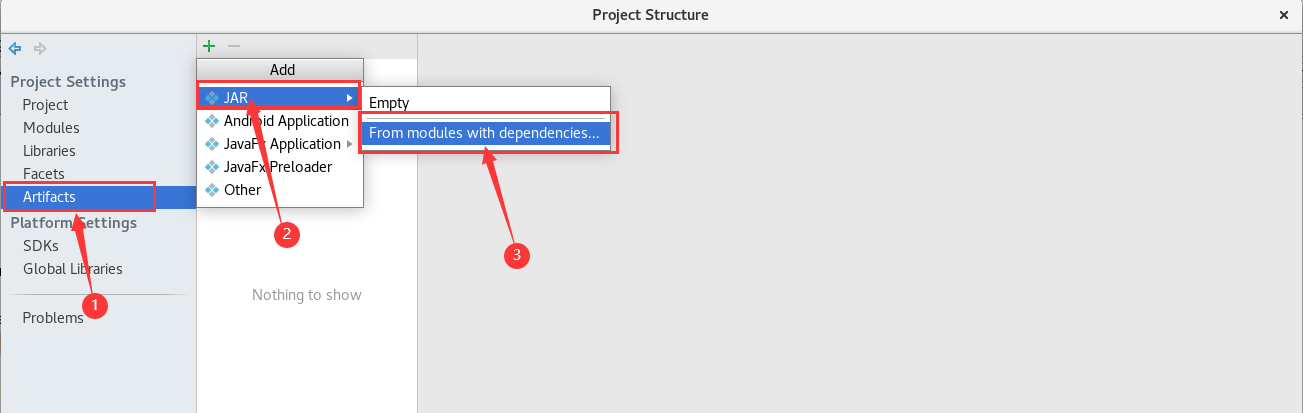 Project Structure
Project Settings
Project
Modules
Libraries
Facets
Artifacts
Platform Settings
SDKs
Global Libraries
Problems
Add
JAR
Android Application
JavaFx Application
JavaFx Preloader
Other
Empty
From modules with dependencies...
Nothing to show
1
2
3